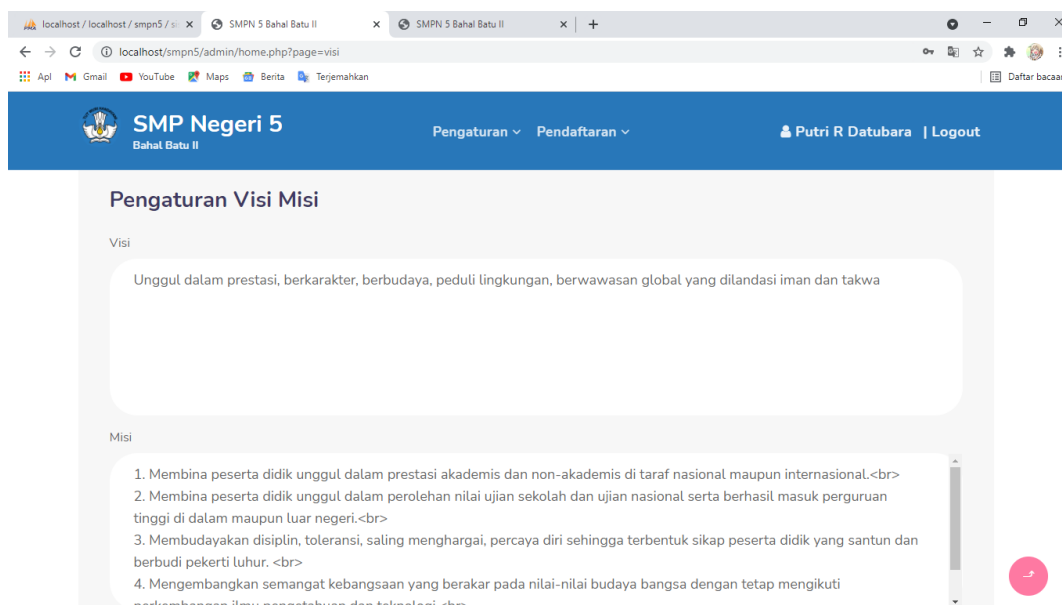 localhost / localhost / smpn5 / si
SMPN 5 Bahal Batu II
SMPN 5 Bahal Batu II
localhost/smpn5/admin/home.php?page=visi
Apl
Gmail
YouTube
Maps
Berita
Terjemahkan
Daftar bacaan
SMP Negeri 5
Bahal Batu II
Pengaturan
Pendaftaran
Putri R Datubara | Logout
Pengaturan Visi Misi
Visi
Unggul dalam prestasi, berkarakter, berbudaya, peduli lingkungan, berwawasan global yang dilandasi iman dan takwa
Misi
1. Membina peserta didik unggul dalam prestasi akademis dan non-akademis di taraf nasional maupun internasional.<br>
2. Membina peserta didik unggul dalam perolehan nilai ujian sekolah dan ujian nasional serta berhasil masuk perguruan
tinggi di dalam maupun luar negeri.<br>
3. Membudayakan disiplin, toleransi, saling menghargai, percaya diri sehingga terbentuk sikap peserta didik yang santun dan
berbudi pekerti luhur. <br>
4. Mengembangkan semangat kebangsaan yang berakar pada nilai-nilai budaya bangsa dengan tetap mengikuti
perkembangan ilmu pengetahuan dan teknologi.<br>